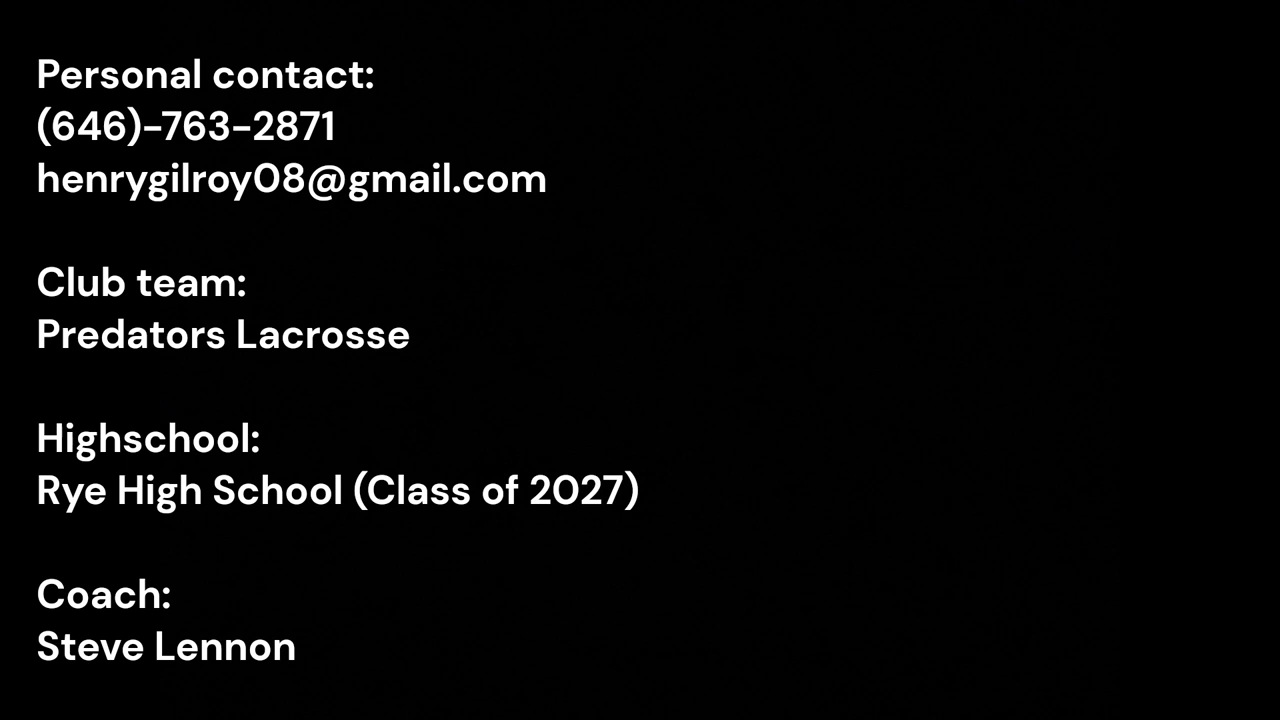 Personal contact:
(646)-763-2871
henrygilroy08@gmail.com
Club team:
Predators Lacrosse
Highschool:
Rye High School (Class of 2027)
Coach:
Steve Lennon